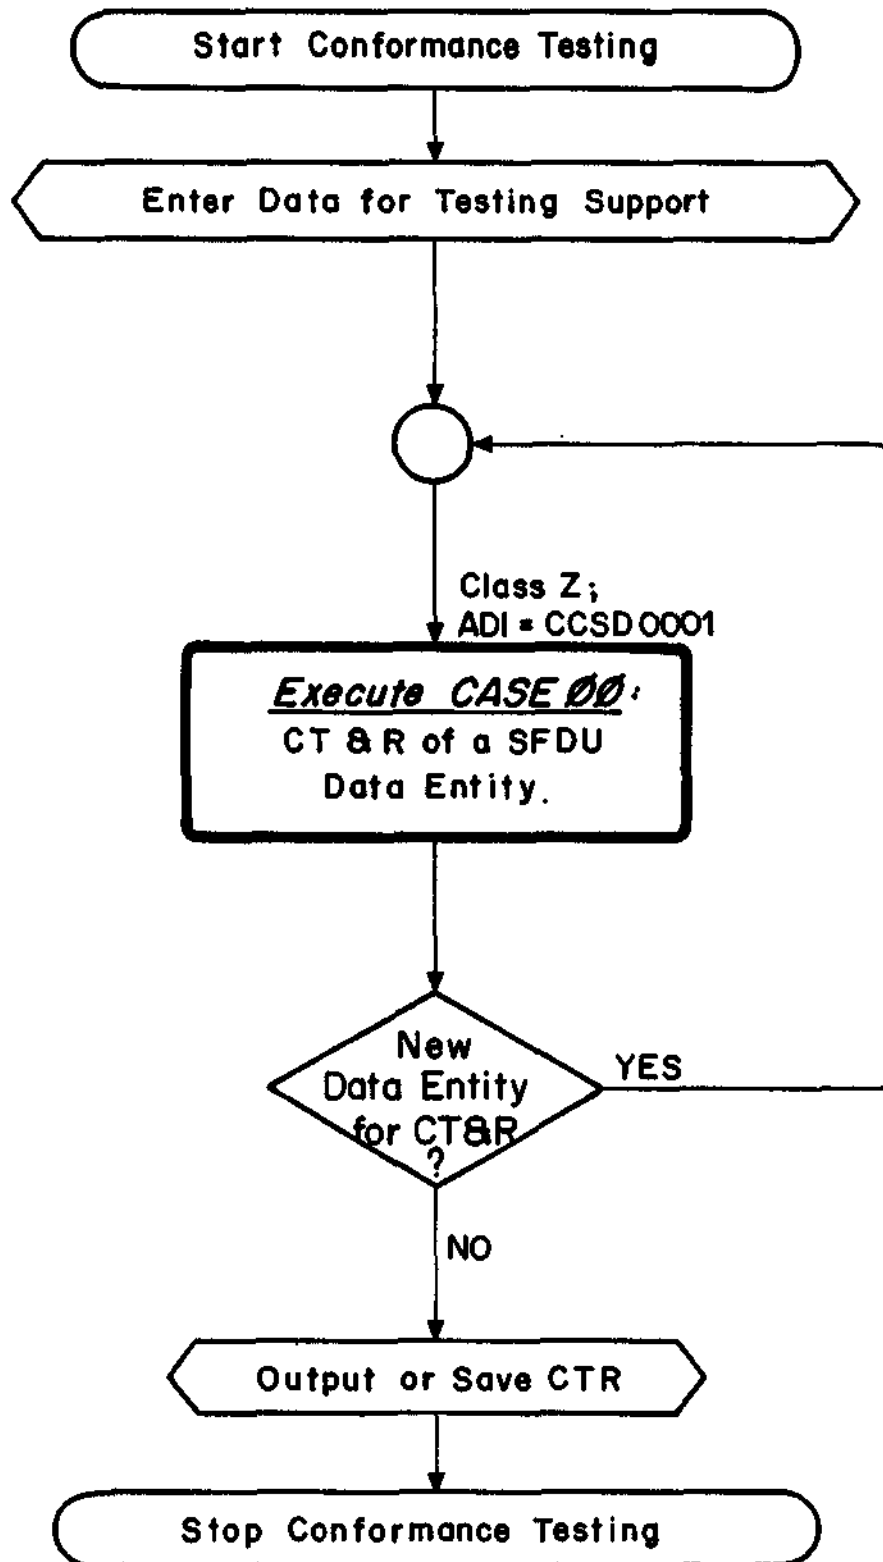 Start Conformance Testing
Enter Data for Testing Support
Class Z;
ADI = CCSD0001
Execute CASE ØØ:
CT & R of a SFDU
Data Entity.
New
Data Entity
for CT&R
?
YES
NO
Output or Save CTR
Stop Conformance Testing